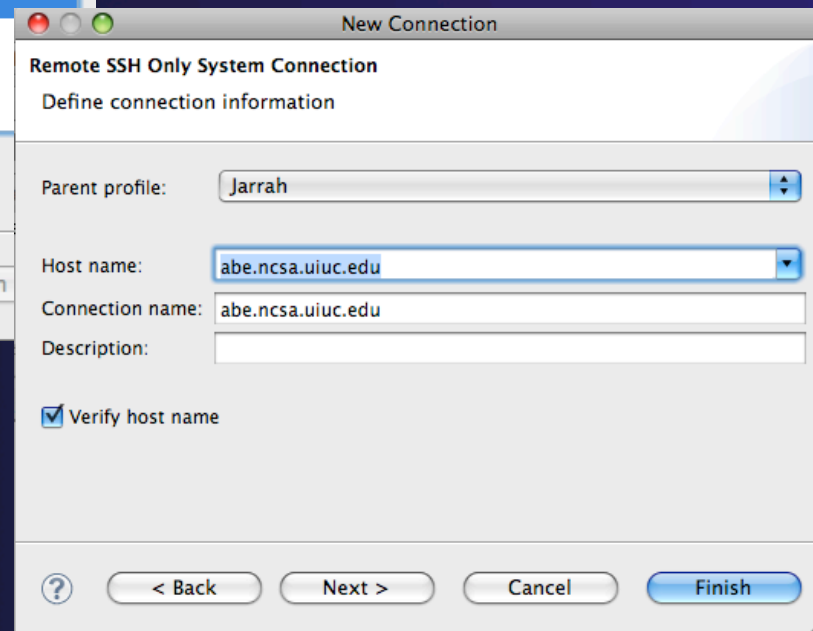 New Connection
Remote SSH Only System Connection
Define connection information
Parent profile: Jarrah
Host name: abe.ncsa.uiuc.edu
Connection name: abe.ncsa.uiuc.edu
Description:
Verify host name
n
? < Back Next > Cancel Finish